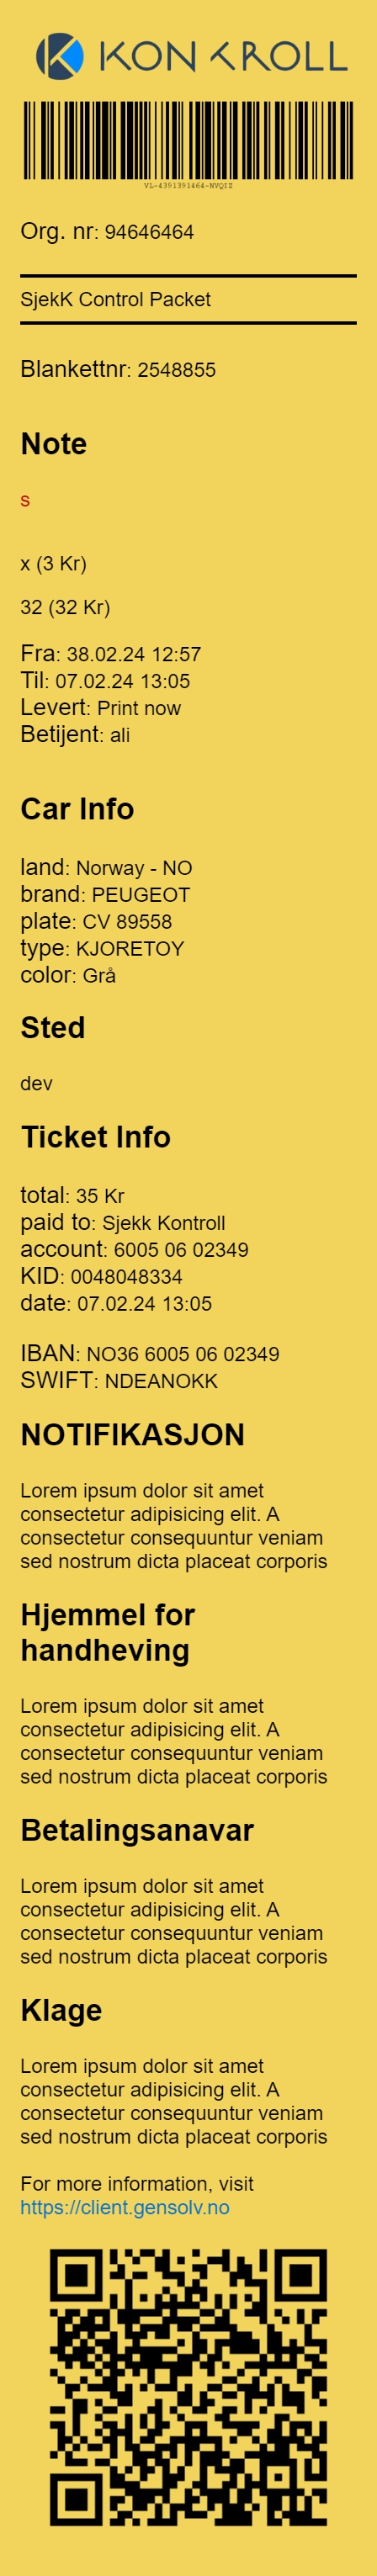 KONTROLL
VL-4391391464-NVQIZ
Org. nr: 94646464
SjekK Control Packet
Blankettnr: 2548855
Note
s
x (3 Kr)
32 (32 Kr)
Fra: 38.02.24 12:57
Til: 07.02.24 13:05
Levert: Print now
Betijent: ali
Car Info
land: Norway - NO
brand: PEUGEOT
plate: CV 89558
type: KJORETOY
color: Grå
Sted
dev
Ticket Info
total: 35 Kr
paid to: Sjekk Kontroll
account: 6005 06 02349
KID: 0048048334
date: 07.02.24 13:05
IBAN: NO36 6005 06 02349
SWIFT: NDEANOKK
NOTIFIKASJON
Lorem ipsum dolor sit amet
consectetur adipisicing elit. A
consectetur consequuntur veniam
sed nostrum dicta placeat corporis
Hjemmel for
handheving
Lorem ipsum dolor sit amet
consectetur adipisicing elit. A
consectetur consequuntur veniam
sed nostrum dicta placeat corporis
Betalingsanavar
Lorem ipsum dolor sit amet
consectetur adipisicing elit. A
consectetur consequuntur veniam
sed nostrum dicta placeat corporis
Klage
Lorem ipsum dolor sit amet
consectetur adipisicing elit. A
consectetur consequuntur veniam
sed nostrum dicta placeat corporis
For more information, visit
https://client.gensolv.no